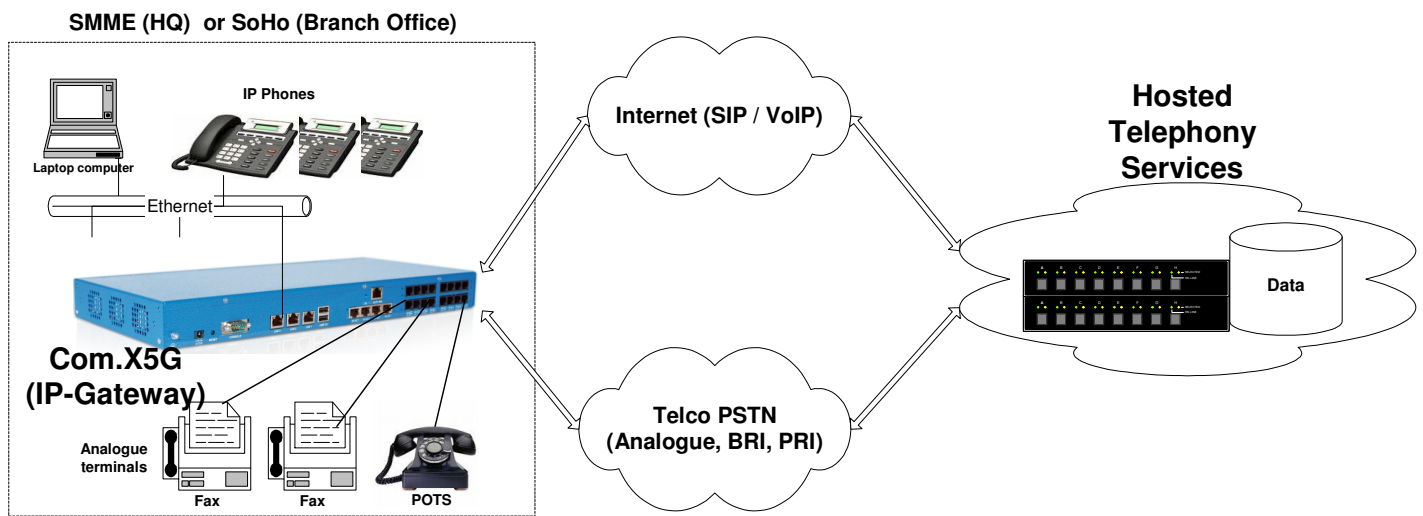 SMME (HQ)  or SoHo (Branch Office)
IP Phones
Laptop computer
Ethernet
Com.X5G
(IP-Gateway)
Analogue
terminals
Fax
Fax
POTS
Internet (SIP / VoIP)
Telco PSTN
(Analogue, BRI, PRI)
Hosted
Telephony
Services
A B C D E F G H
A B C D E F G H
Data